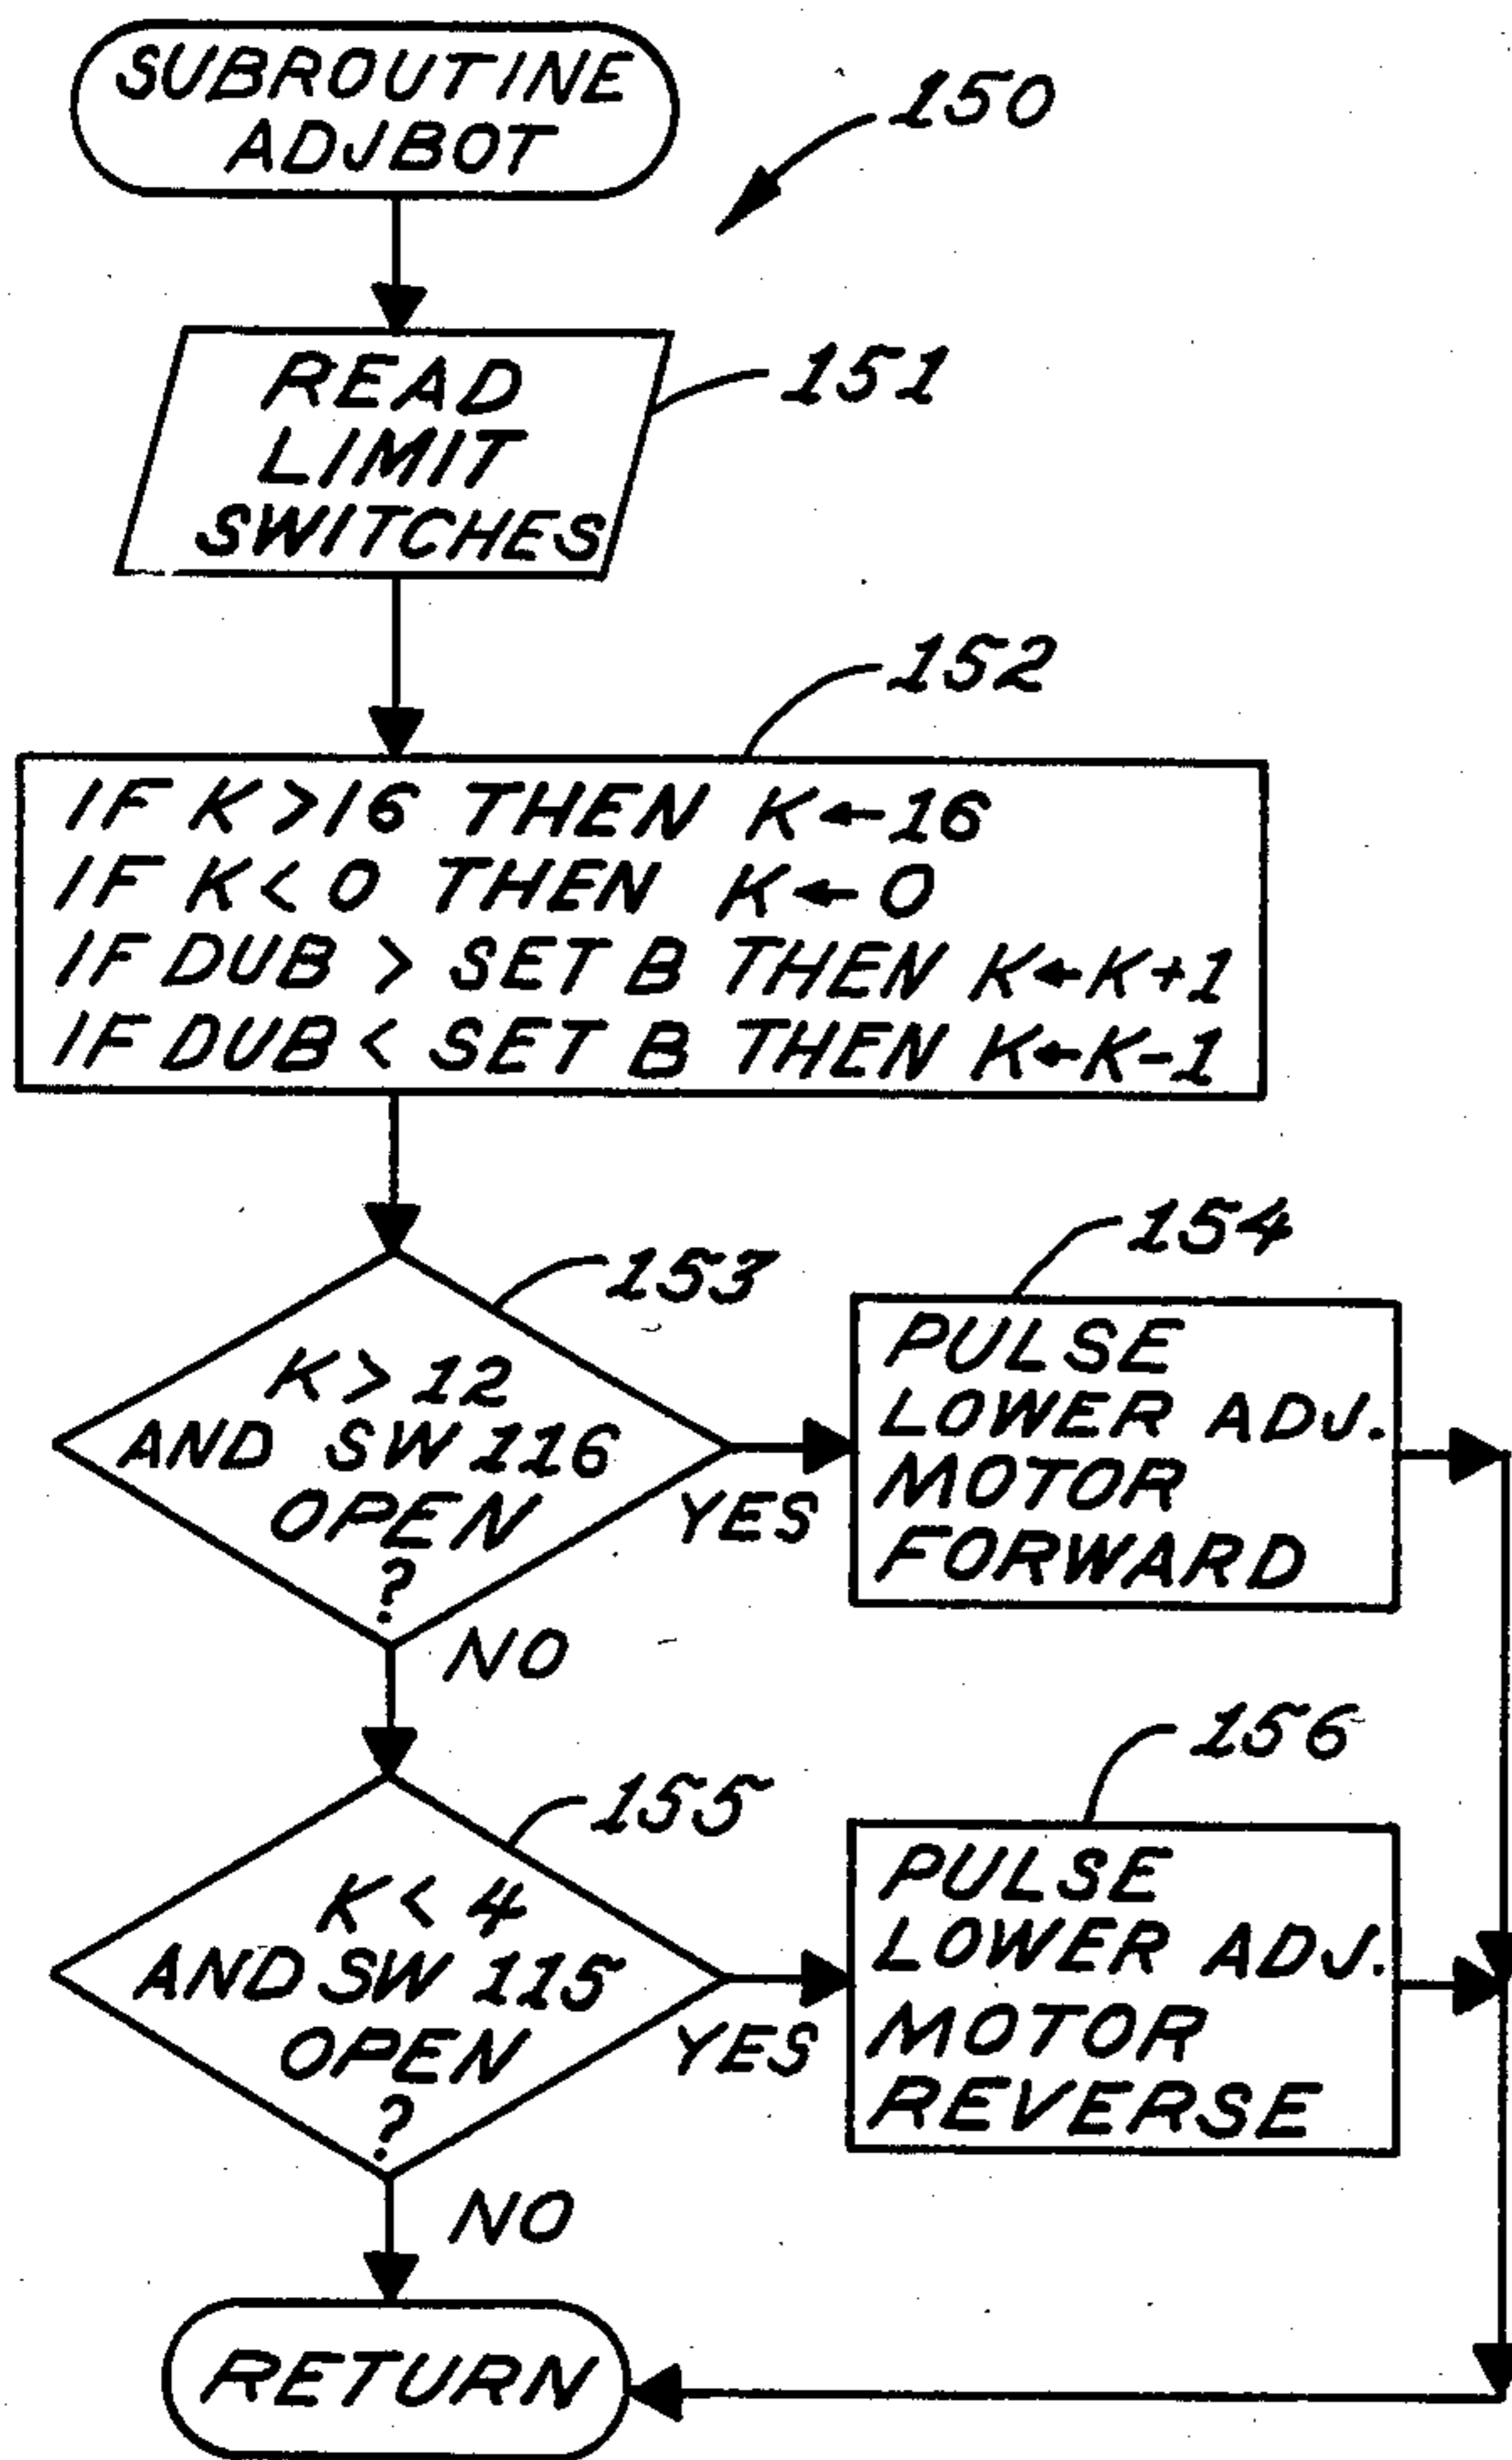 SUBROUTINE
ADJBOT
150
READ
LIMIT
SWITCHES
151
152
IF K > 16 THEN K ← 16
IF K < 0 THEN K ← 0
IF DUB > SET B THEN K ← K + 1
IF DUB < SET B THEN K ← K - 1
153
K > 12
AND SW 116
OPEN
?
YES
NO
154
PULSE
LOWER ADJ.
MOTOR
FORWARD
155
K < 4
AND SW 115
OPEN
?
YES
NO
156
PULSE
LOWER ADJ.
MOTOR
REVERSE
RETURN